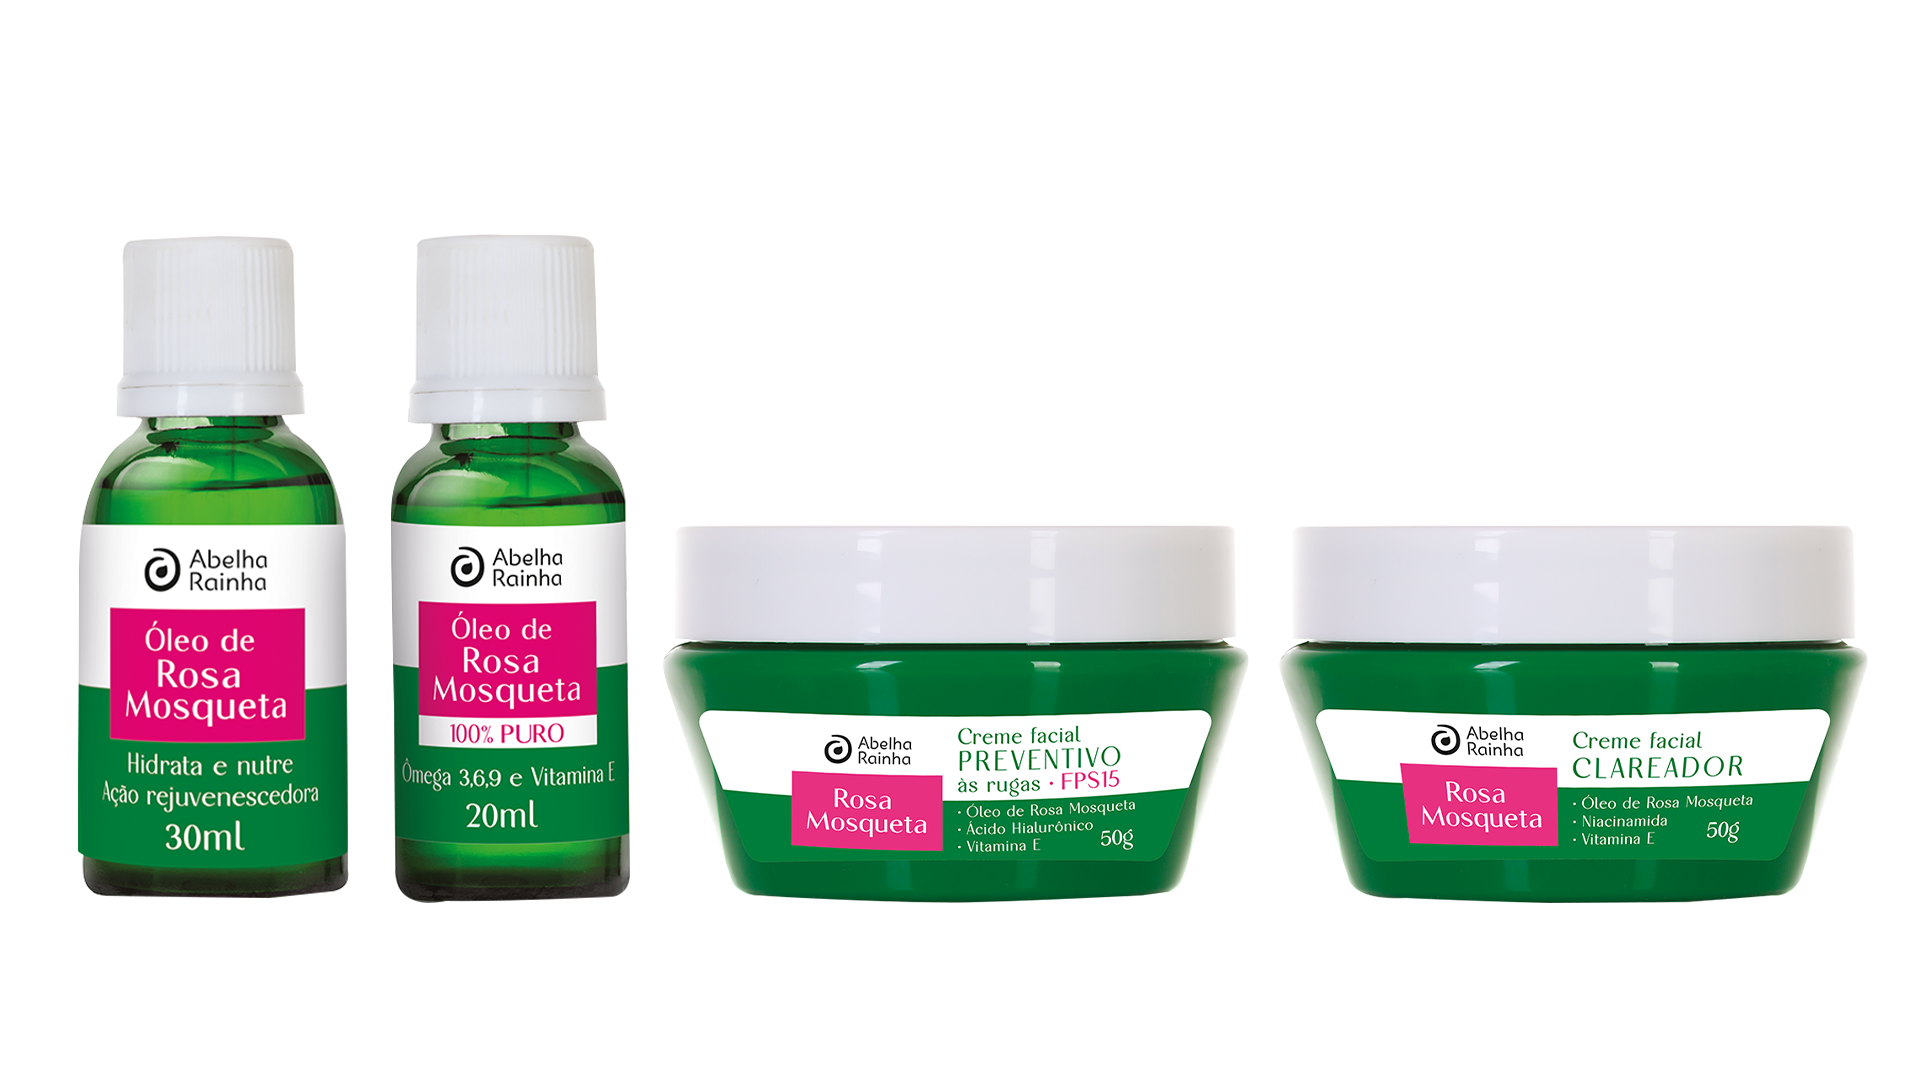 Abelha
Rainha
Óleo de
Rosa
Mosqueta
Hidrata e nutre
Ação rejuvenescedora
30ml
Abelha
Rainha
Óleo de
Rosa
Mosqueta
100% PURO
Ômega 3,6,9 e Vitamina E
20ml
Abelha
Rainha
Rosa
Mosqueta
Creme facial
PREVENTIVO
às rugas · FPS15
· Óleo de Rosa Mosqueta
· Ácido Hialurônico
· Vitamina E
50g
Abelha
Rainha
Rosa
Mosqueta
Creme facial
CLAREADOR
· Óleo de Rosa Mosqueta
· Niacinamida
· Vitamina E
50g